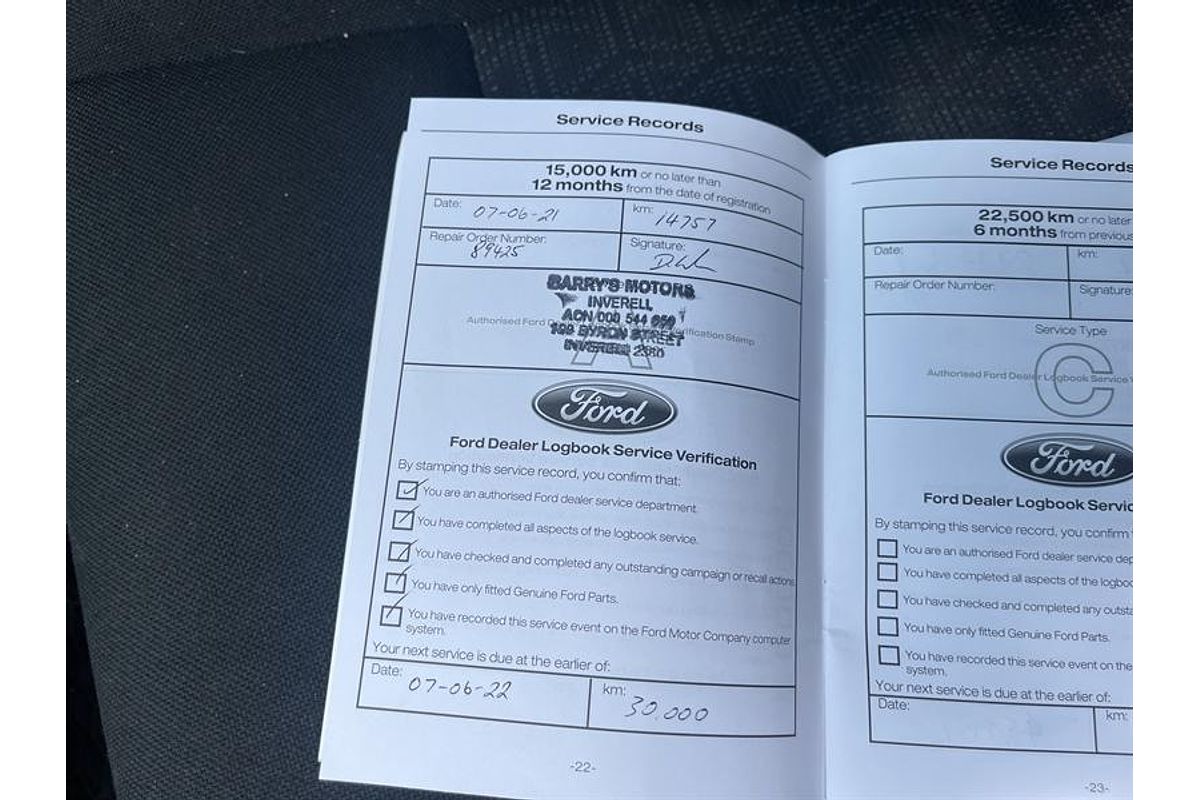 Service Records
15,000 km or no later than
12 months from the date of registration
Date: 07-06-21 km: 14757
Repair Order Number: 89425 Signature:
BARRY'S MOTORS
INVERELL
ACN 000 544 659
Authorised Ford Verification Stamp
BYRON STREET
INVERELL 2360
A
Ford
Ford Dealer Logbook Service Verification
By stamping this service record, you confirm that:
You are an authorised Ford dealer service department.
You have completed all aspects of the logbook service.
You have checked and completed any outstanding campaign or recall actions
You have only fitted Genuine Ford Parts.
You have recorded this service event on the Ford Motor Company computer
system.
Your next service is due at the earlier of:
Date: 07-06-22 km: 30.000
-22-
Service Records
22,500 km or no later
6 months from previous
Date: km:
Repair Order Number: Signature:
Service Type
C
Authorised Ford Dealer Logbook Service
Ford
Ford Dealer Logbook Servic
By stamping this service record, you confirm
You are an authorised Ford dealer service dep
You have completed all aspects of the logboo
You have checked and completed any outsta
You have only fitted Genuine Ford Parts.
You have recorded this service event on the
system.
Your next service is due at the earlier of:
Date: km:
-23-